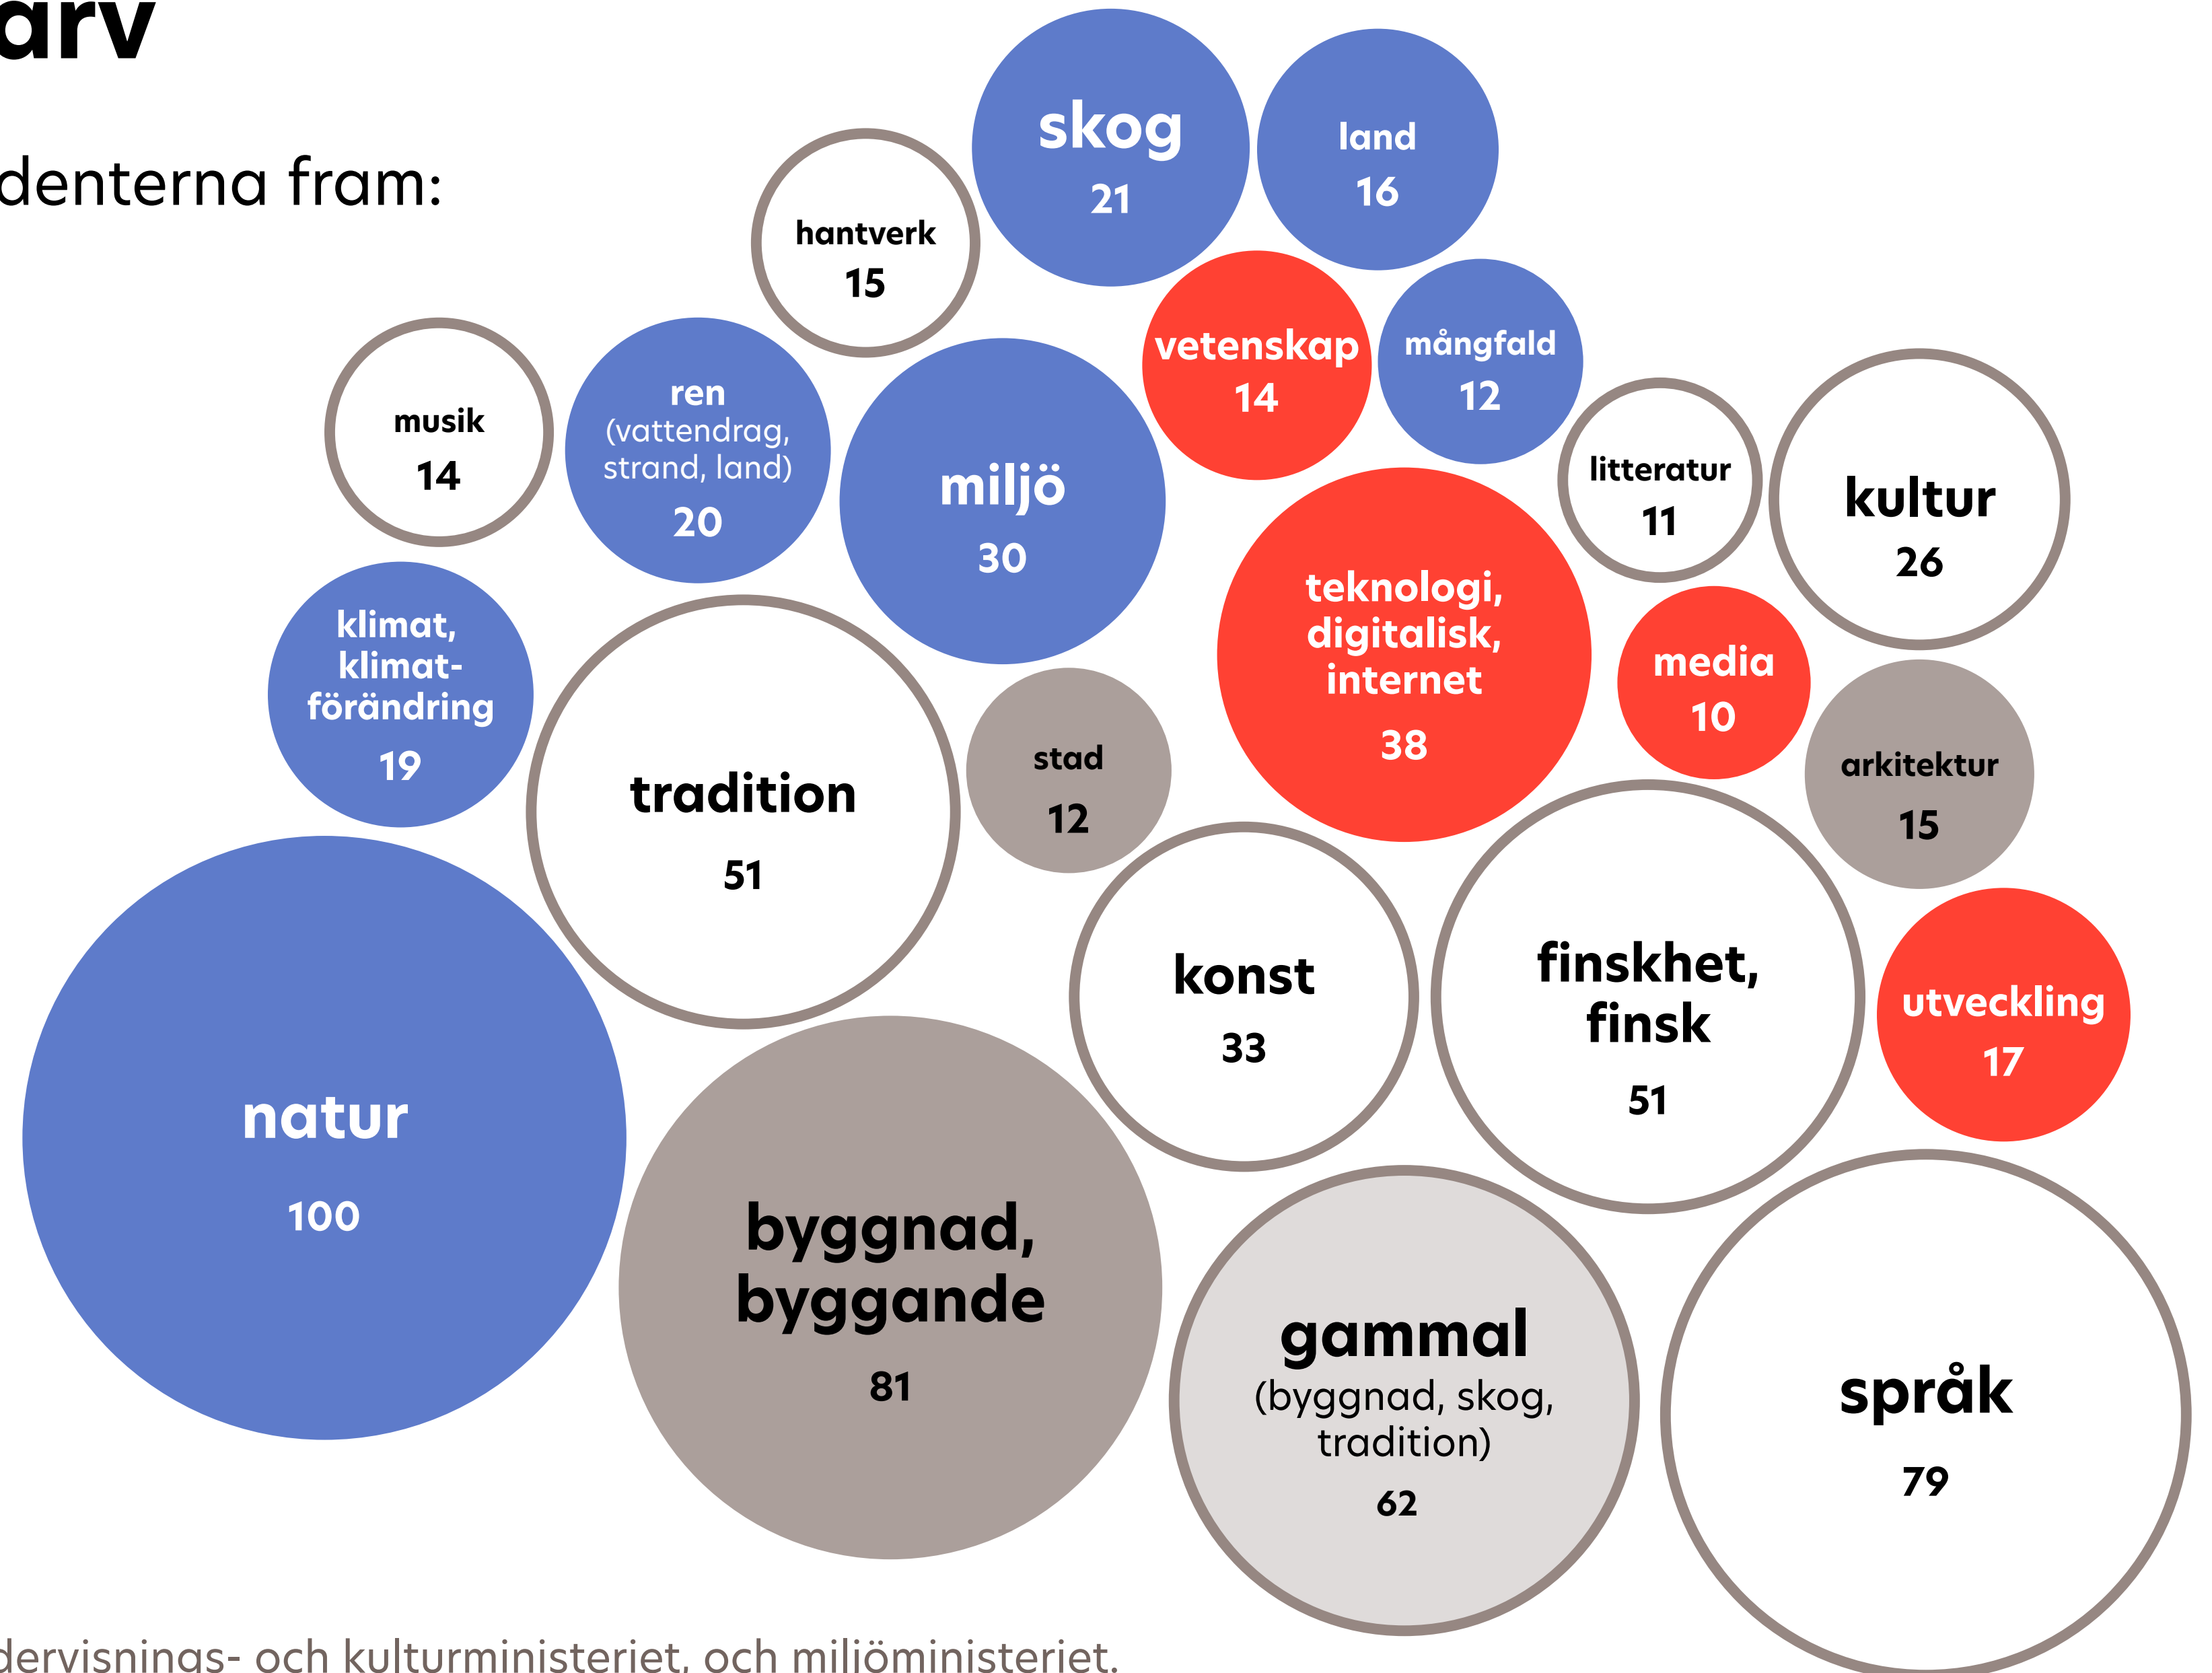 arv
denterna fram:
skog
21
land
16
hantverk
15
vetenskap
14
mångfald
12
musik
14
ren
(vattendrag,
strand, land)
20
miljö
30
litteratur
11
kultur
26
teknologi,
digitalisk,
internet
38
klimat,
klimat-
förändring
19
media
10
tradition
51
stad
12
arkitektur
15
konst
33
finskhet,
finsk
51
utveckling
17
natur
100
byggnad,
byggande
81
gammal
(byggnad, skog,
tradition)
62
språk
79
dervisnings- och kulturministeriet, och miljöministeriet.